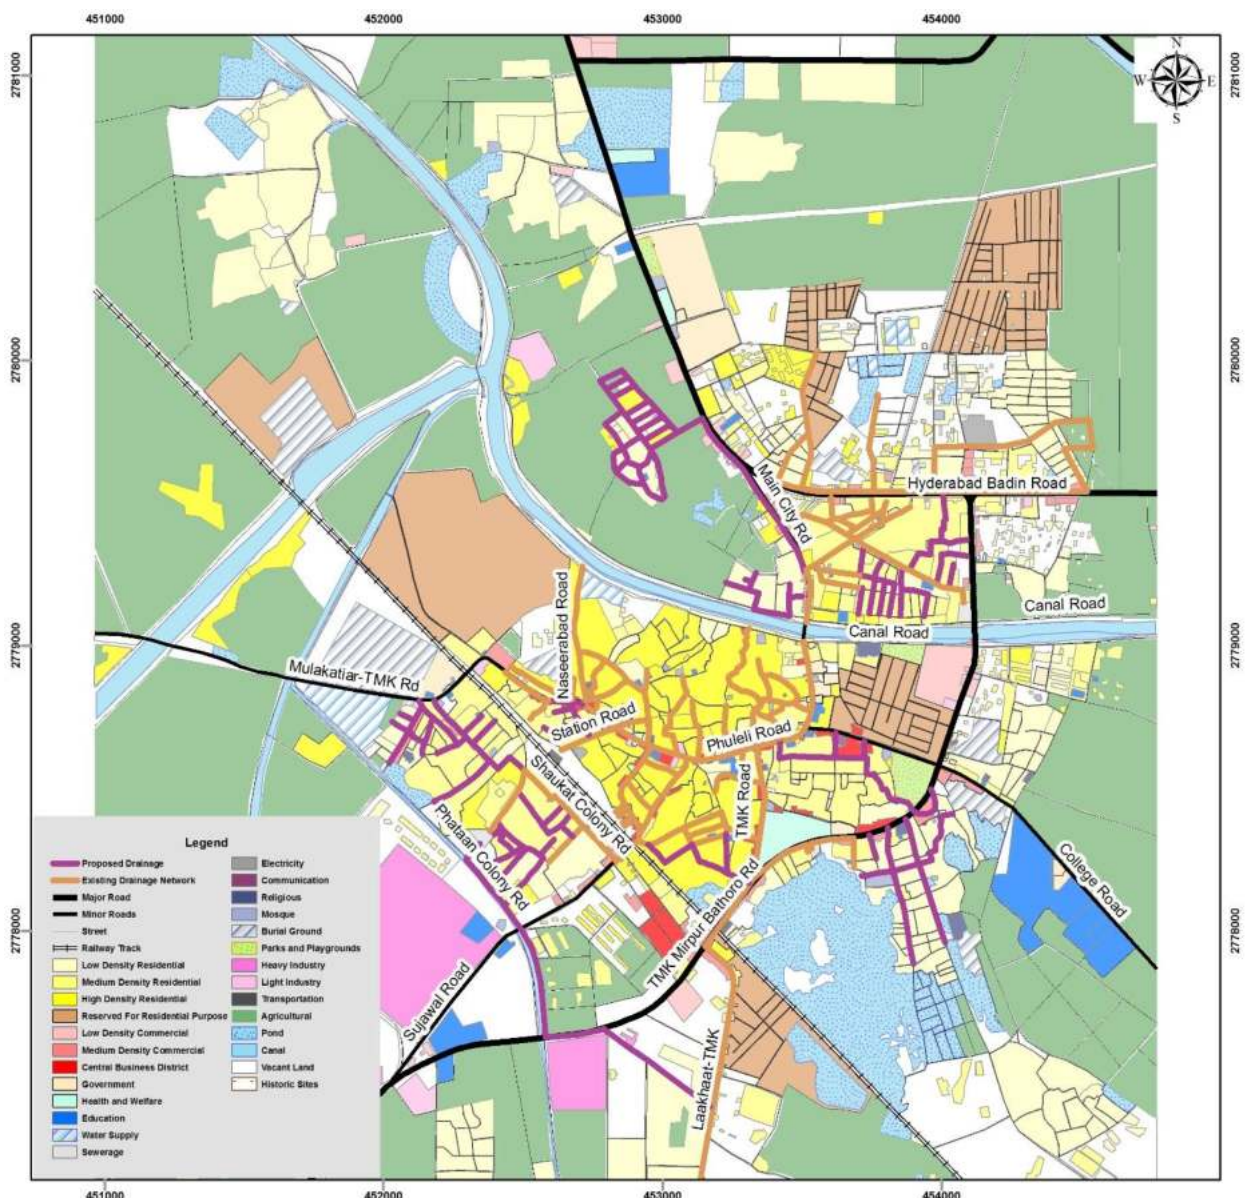 451000 452000 453000 454000
N
W E
S
2781000 2781000
2780000 2780000
2779000 2779000
2778000 2778000
Main City Rd
Hyderabad Badin Road
Canal Road
Canal Road
Naseerabad Road
Mulakatiar-TMK Rd
Station Road
Phuleli Road
Shaukat Colony Rd
TMK Road
Phataan Colony Rd
TMK Mirpur Bathoro Rd
College Road
Sujawal Road
Laakhaat-TMK
Legend
Proposed Drainage
Existing Drainage Network
Major Road
Minor Roads
Street
Railway Track
Low Density Residential
Medium Density Residential
High Density Residential
Reserved For Residential Purpose
Low Density Commercial
Medium Density Commercial
Central Business District
Government
Health and Welfare
Education
Water Supply
Sewerage
Electricity
Communication
Religious
Mosque
Burial Ground
Parks and Playgrounds
Heavy Industry
Light Industry
Transportation
Agricultural
Pond
Canal
Vacant Land
Historic Sites
451000 452000 453000 454000